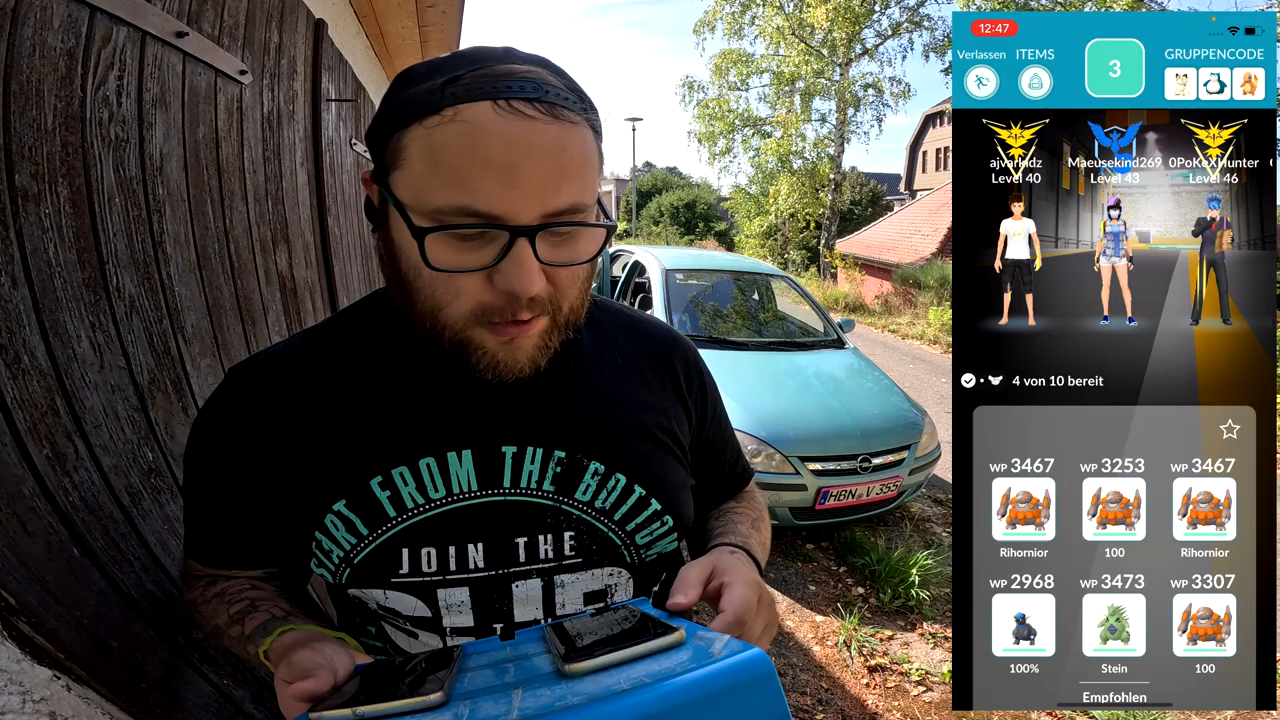 START FROM THE BOTTOM
JOIN THE
HBN V 355
12:47
Verlassen
ITEMS
3
GRUPPENCODE
ajvarkidz
Level 40
Maeusekind269
Level 43
0PoKeXHunter
Level 46
4 von 10 bereit
WP 3467
WP 3253
WP 3467
Rihornior
100
Rihornior
WP 2968
WP 3473
WP 3307
100%
Stein
100
Empfohlen